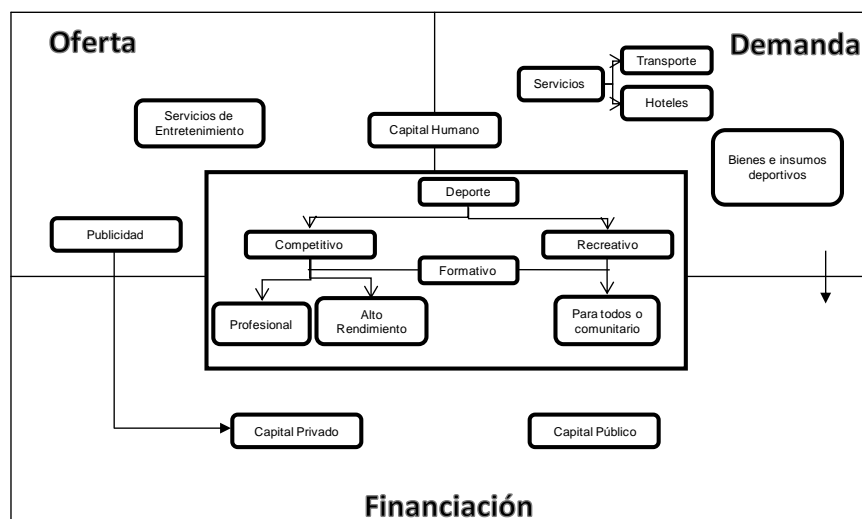 Oferta
Demanda
Transporte
Servicios
Hoteles
Servicios de
Entretenimiento
Capital Humano
Bienes e insumos
deportivos
Deporte
Publicidad
Competitivo
Recreativo
Formativo
Profesional
Alto
Rendimiento
Para todos o
comunitario
Capital Privado
Capital Público
Financiación